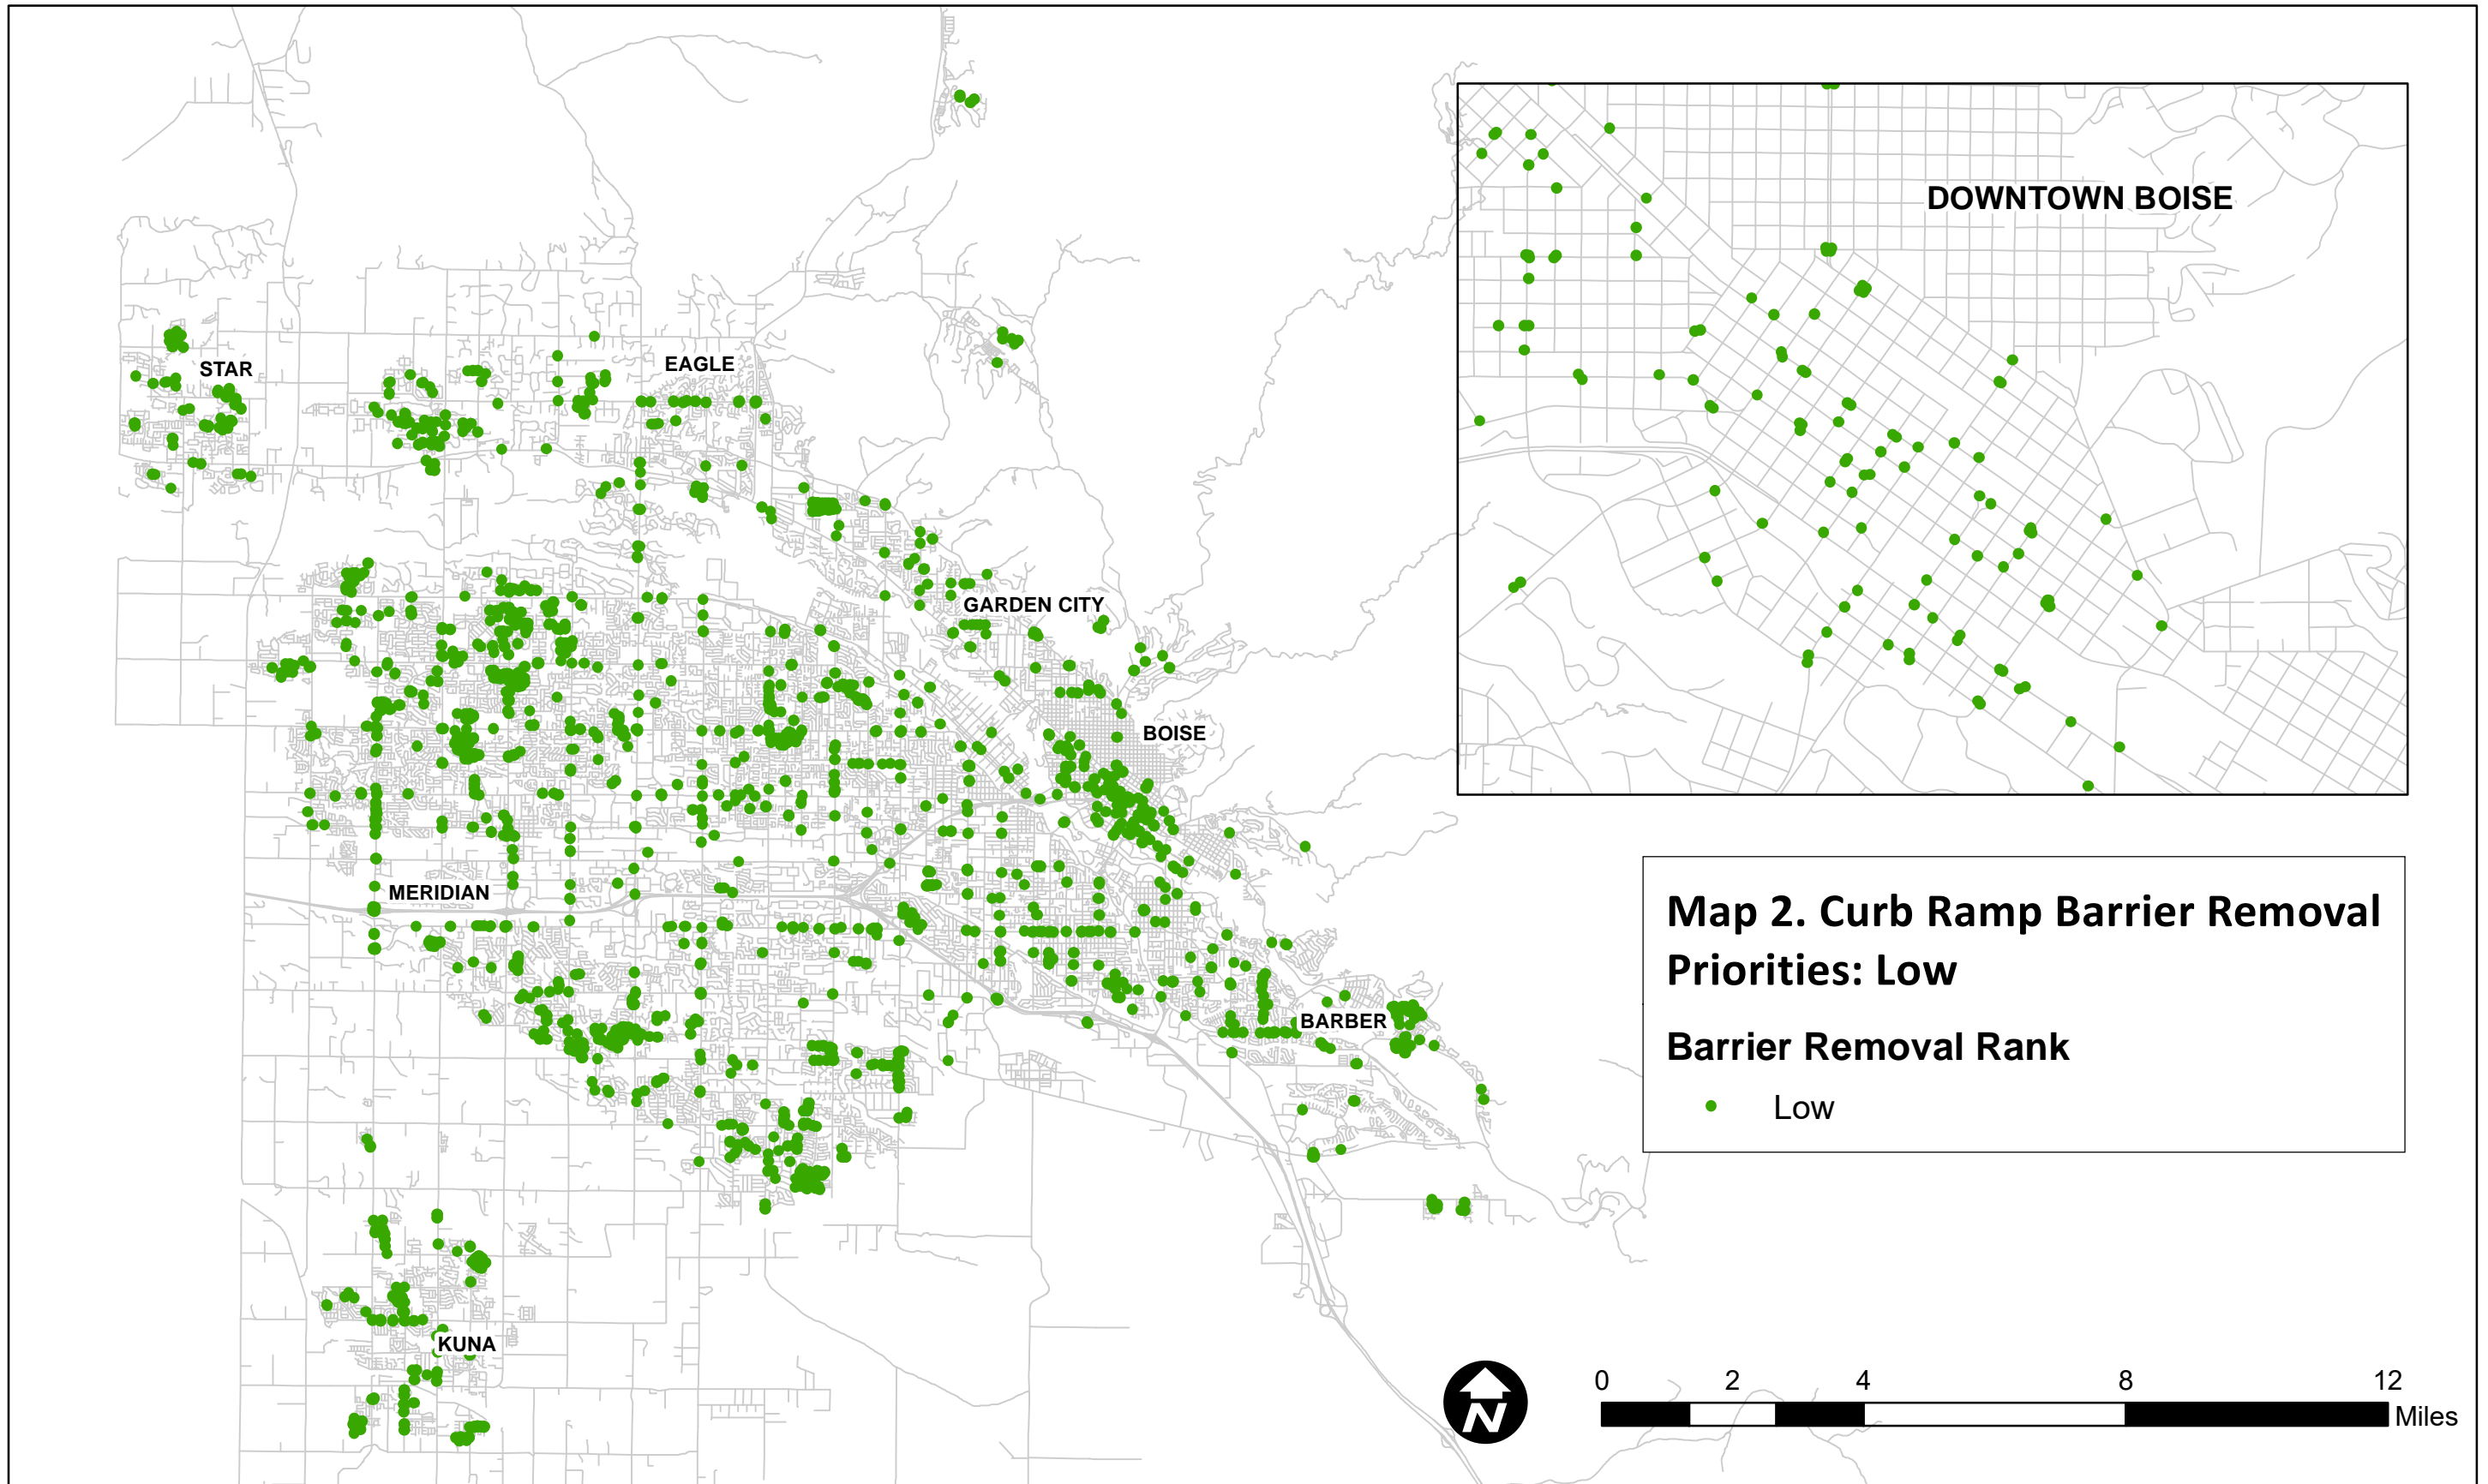 DOWNTOWN BOISE
STAR
EAGLE
GARDEN CITY
BOISE
MERIDIAN
BARBER
KUNA
Map 2. Curb Ramp Barrier Removal
Priorities: Low
Barrier Removal Rank
Low
N
0 2 4 8 12
Miles